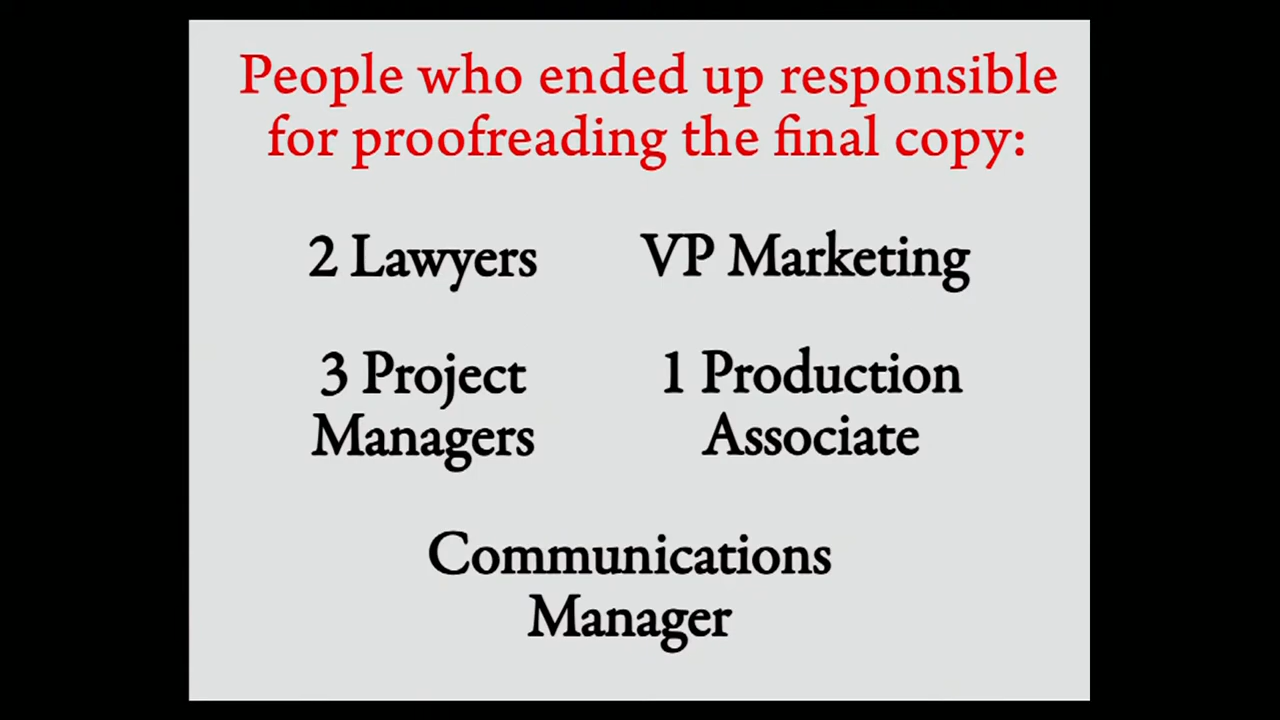 People who ended up responsible
for proofreading the final copy:
2 Lawyers
VP Marketing
3 Project
Managers
1 Production
Associate
Communications
Manager